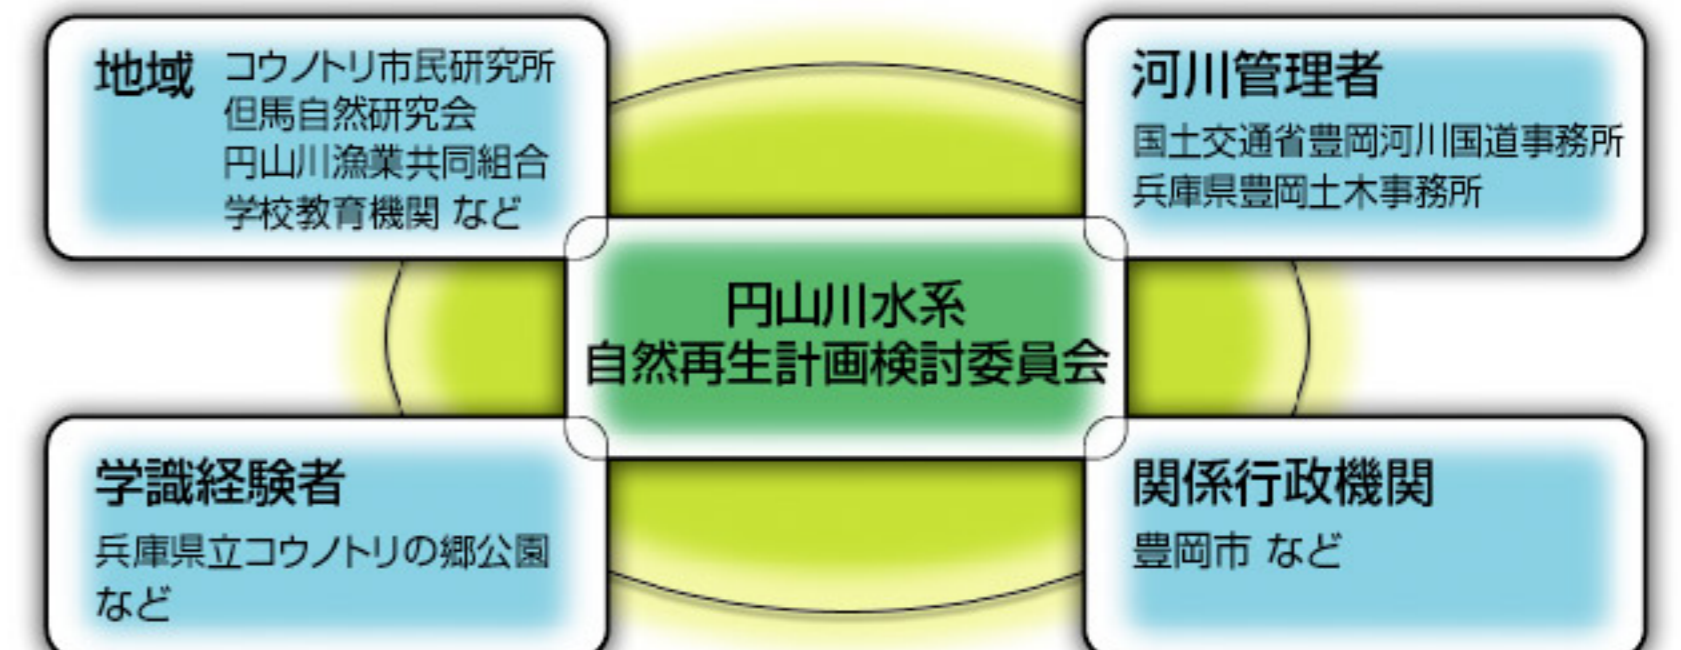 地域
コウノトリ市民研究所
但馬自然研究会
円山川漁業共同組合
学校教育機関 など
河川管理者
国土交通省豊岡河川国道事務所
兵庫県豊岡土木事務所
円山川水系
自然再生計画検討委員会
学識経験者
兵庫県立コウノトリの郷公園
など
関係行政機関
豊岡市 など